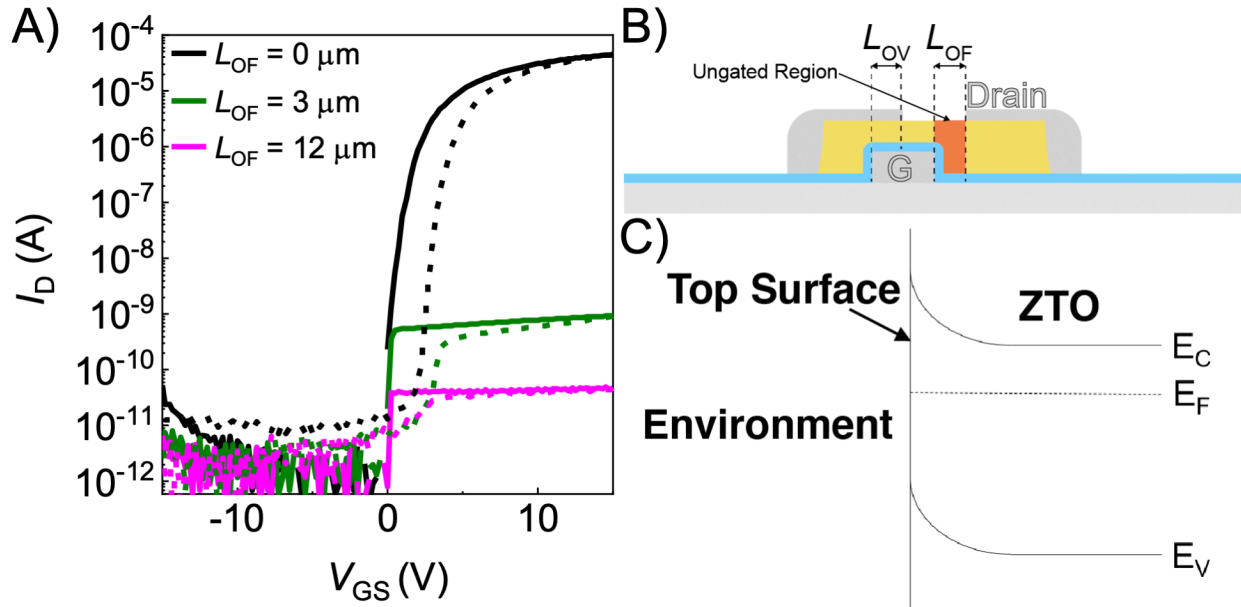 A)
10⁻⁴
10⁻⁵
10⁻⁶
10⁻⁷
10⁻⁸
10⁻⁹
10⁻¹⁰
10⁻¹¹
10⁻¹²
I_D (A)
L_OF = 0 μm
L_OF = 3 μm
L_OF = 12 μm
-10
0
10
V_GS (V)
B)
L_OV
L_OF
Ungated Region
Drain
G
C)
Top Surface
ZTO
Environment
E_C
E_F
E_V